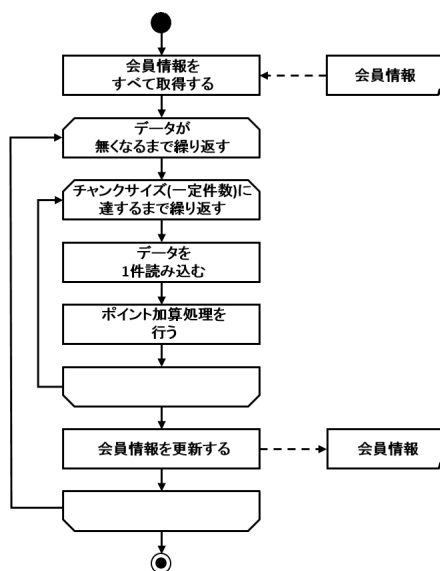 会員情報を
すべて取得する
会員情報
データが
無くなるまで繰り返す
チャンクサイズ(一定件数)に
達するまで繰り返す
データを
1件読み込む
ポイント加算処理を
行う
会員情報を更新する
会員情報